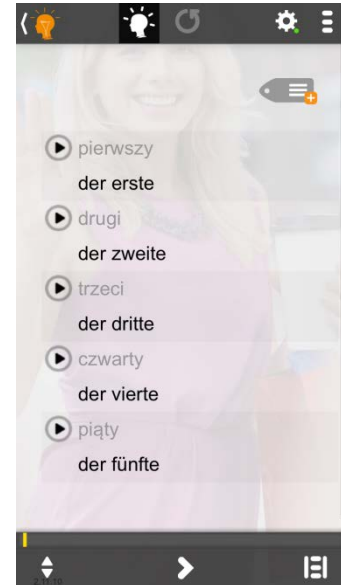 pierwszy
der erste
drugi
der zweite
trzeci
der dritte
czwarty
der vierte
piąty
der fünfte